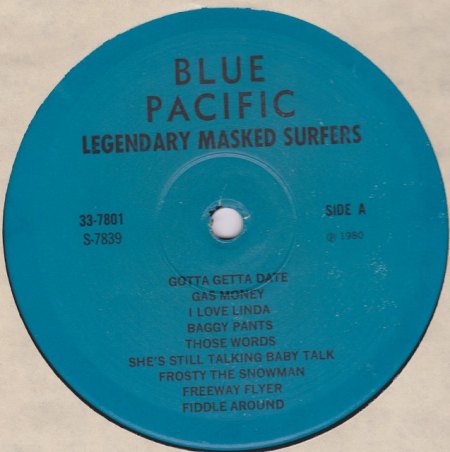 BLUE
PACIFIC
LEGENDARY MASKED SURFERS
33-7801
S-7839
SIDE A
℗ 1980
GOTTA GETTA DATE
GAS MONEY
I LOVE LINDA
BAGGY PANTS
THOSE WORDS
SHE'S STILL TALKING BABY TALK
FROSTY THE SNOWMAN
FREEWAY FLYER
FIDDLE AROUND